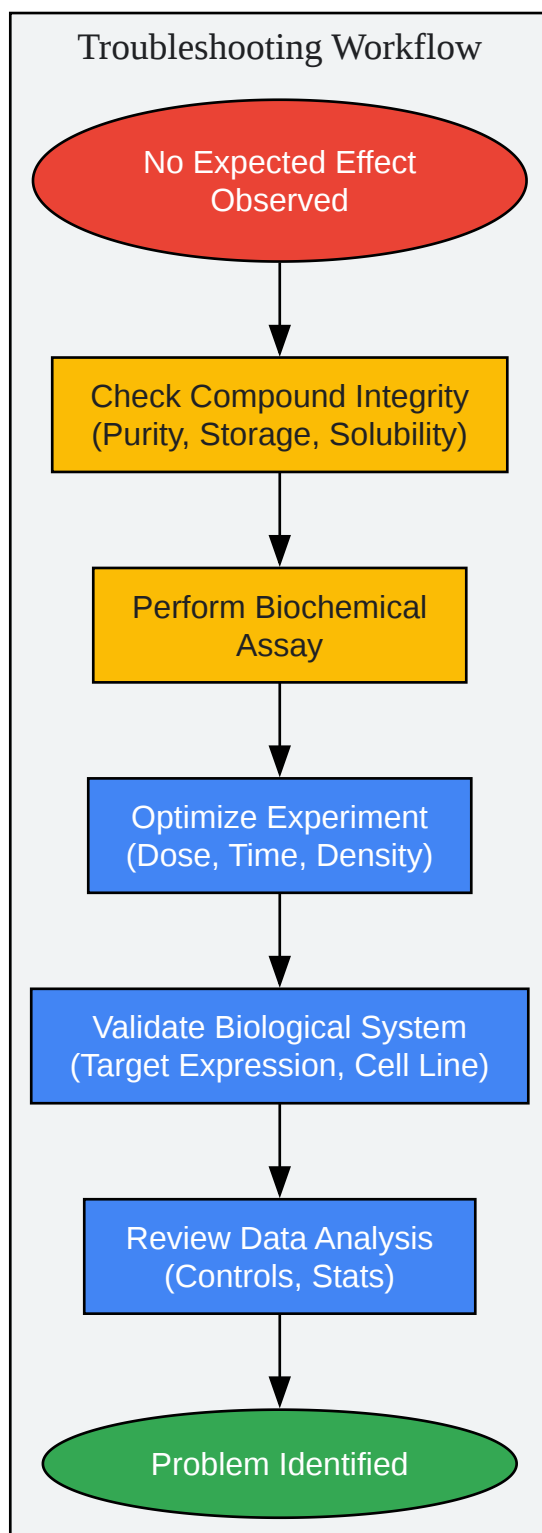 Troubleshooting Workflow
No Expected Effect
Observed
Check Compound Integrity
(Purity, Storage, Solubility)
Perform Biochemical
Assay
Optimize Experiment
(Dose, Time, Density)
Validate Biological System
(Target Expression, Cell Line)
Review Data Analysis
(Controls, Stats)
Problem Identified